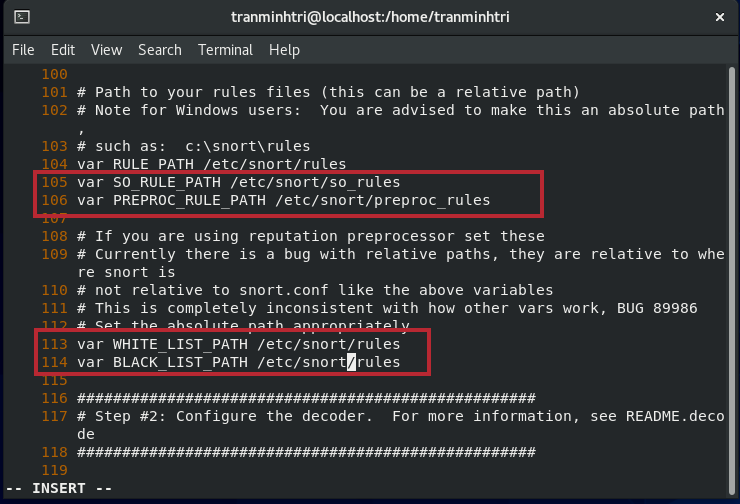 tranminhtri@localhost:/home/tranminhtri
File Edit View Search Terminal Help
100
101 # Path to your rules files (this can be a relative path)
102 # Note for Windows users:  You are advised to make this an absolute path
,
103 # such as:  c:\snort\rules
104 var RULE_PATH /etc/snort/rules
105 var SO_RULE_PATH /etc/snort/so_rules
106 var PREPROC_RULE_PATH /etc/snort/preproc_rules
107
108 # If you are using reputation preprocessor set these
109 # Currently there is a bug with relative paths, they are relative to whe
re snort is
110 # not relative to snort.conf like the above variables
111 # This is completely inconsistent with how other vars work, BUG 89986
112 # Set the absolute path appropriately
113 var WHITE_LIST_PATH /etc/snort/rules
114 var BLACK_LIST_PATH /etc/snort/rules
115
116 ###################################################
117 # Step #2: Configure the decoder.  For more information, see README.deco
de
118 ###################################################
119
-- INSERT --